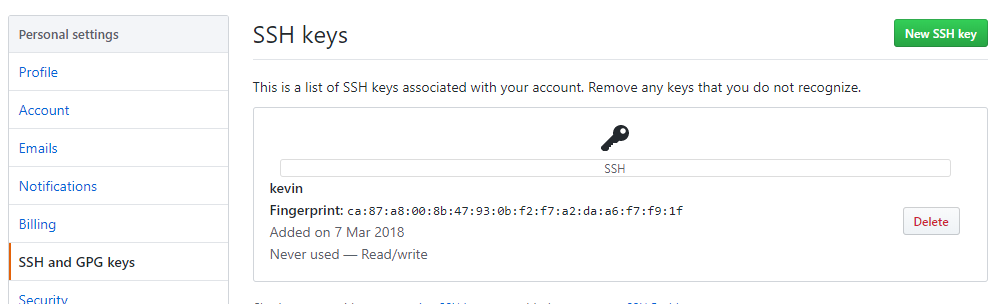 Personal settings
Profile
Account
Emails
Notifications
Billing
SSH and GPG keys
Security
SSH keys
New SSH key
This is a list of SSH keys associated with your account. Remove any keys that you do not recognize.
SSH
kevin
Fingerprint: ca:87:a8:00:8b:47:93:0b:f2:f7:a2:da:a6:f7:f9:1f
Added on 7 Mar 2018
Never used — Read/write
Delete